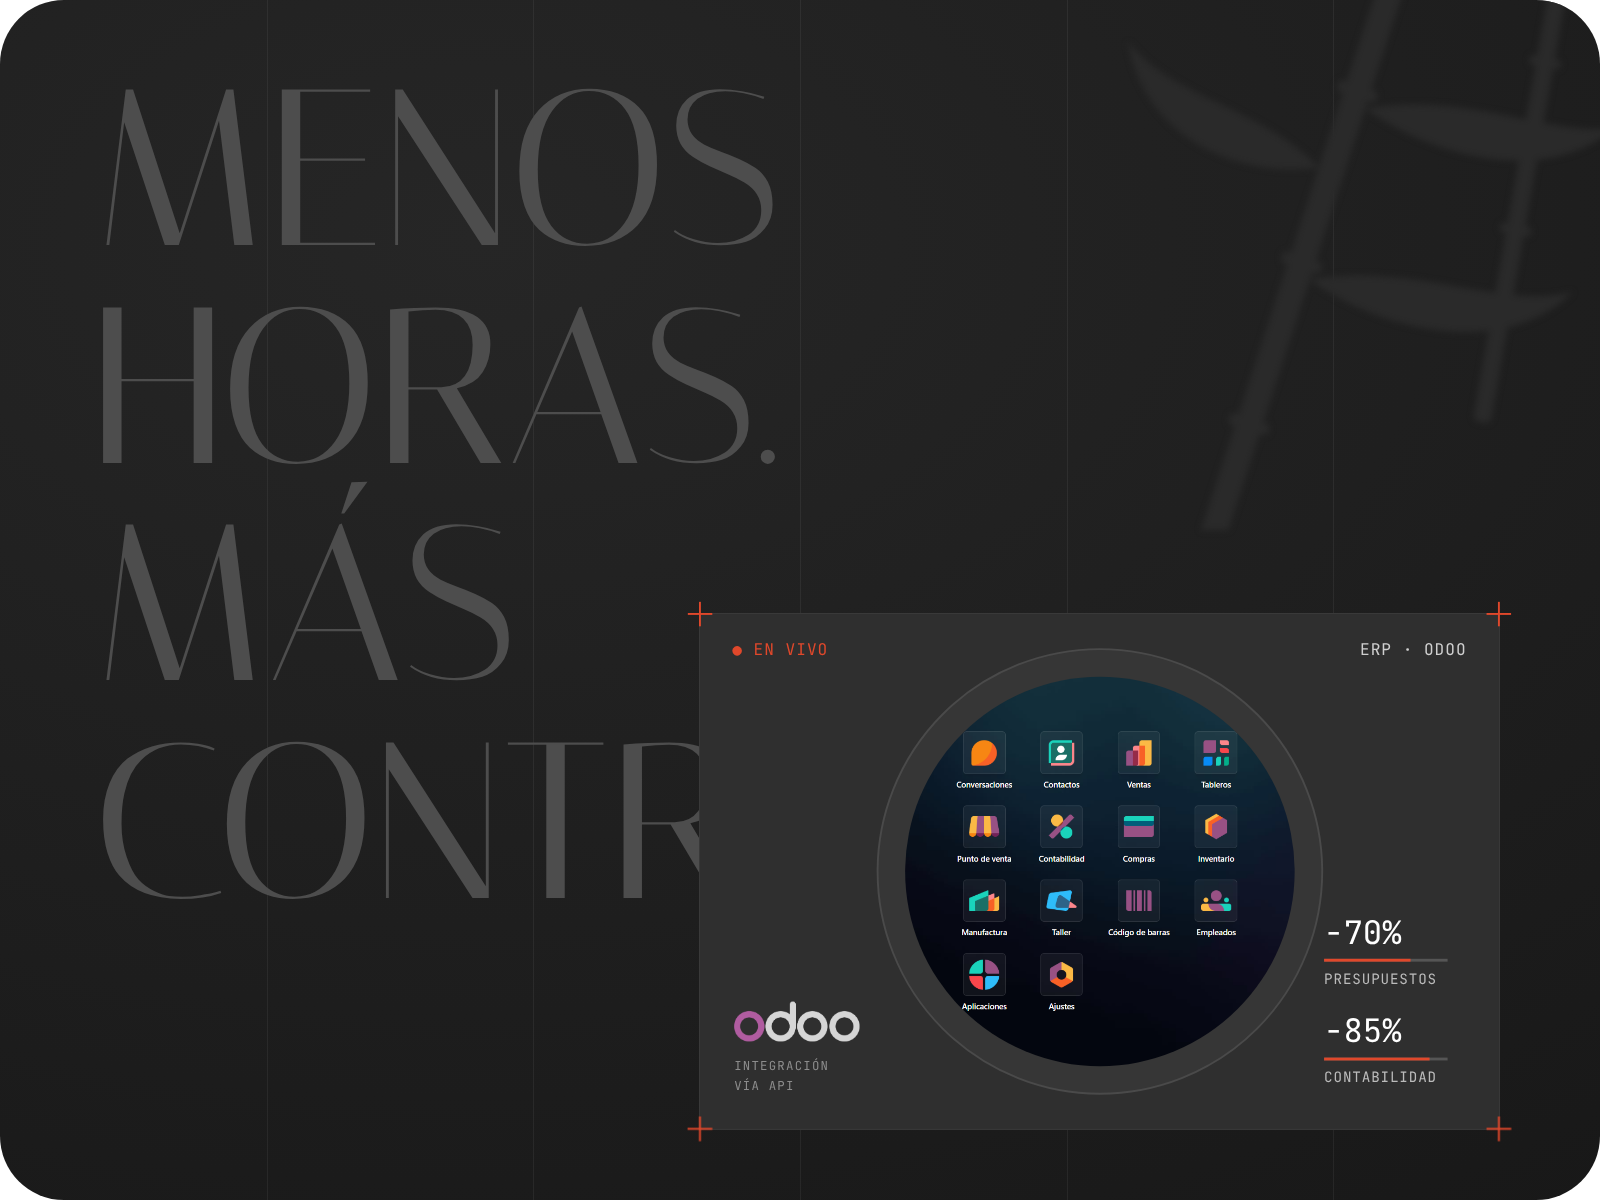 MENOS
HORAS.
MÁS
CONTR
EN VIVO
ERP · ODOO
Conversaciones
Contactos
Ventas
Tableros
Punto de venta
Contabilidad
Compras
Inventario
Manufactura
Taller
Código de barras
Empleados
Aplicaciones
Ajustes
odoo
INTEGRACIÓN
VÍA API
-70%
PRESUPUESTOS
-85%
CONTABILIDAD